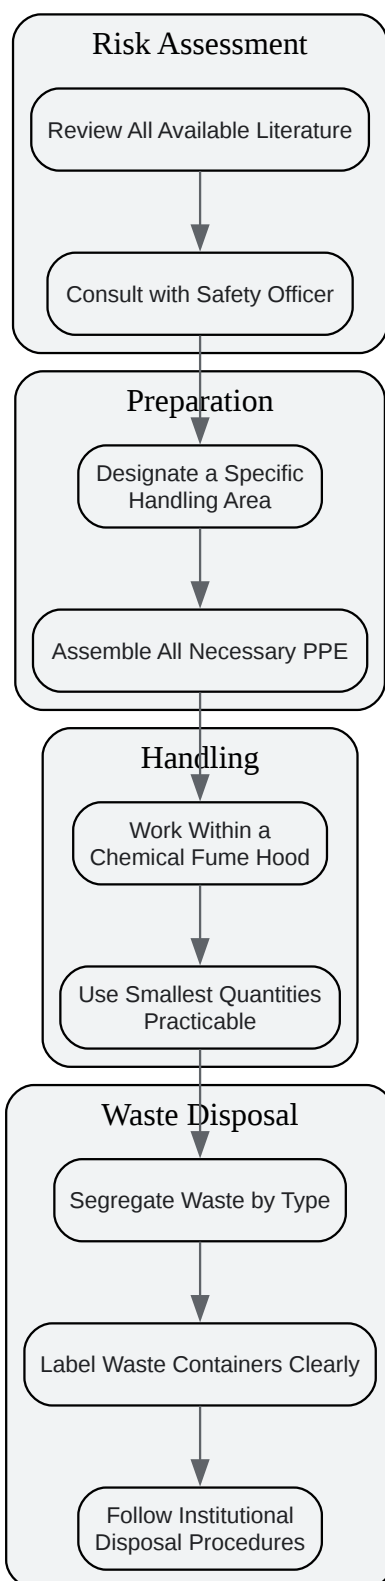 Risk Assessment
Review All Available Literature
Consult with Safety Officer
Preparation
Designate a Specific
Handling Area
Assemble All Necessary PPE
Handling
Work Within a
Chemical Fume Hood
Use Smallest Quantities
Practicable
Waste Disposal
Segregate Waste by Type
Label Waste Containers Clearly
Follow Institutional
Disposal Procedures